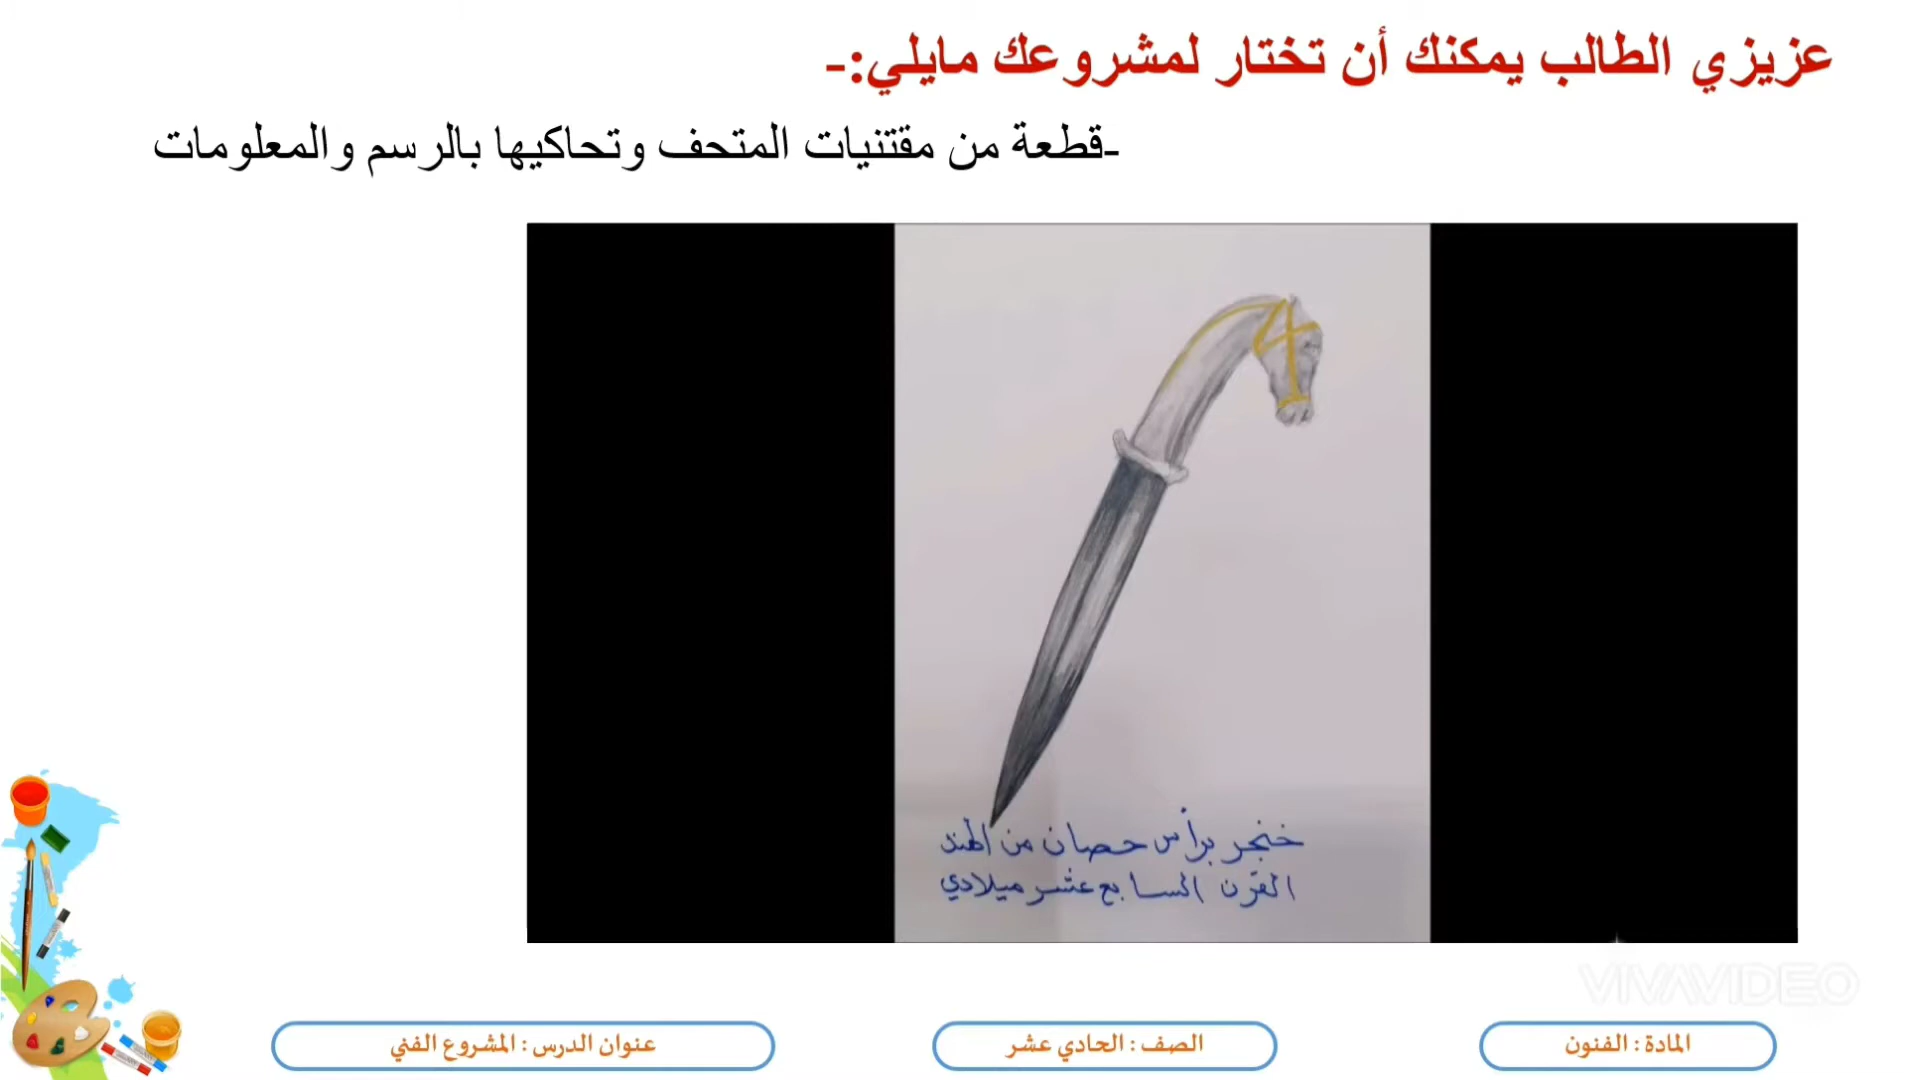 عزيزي الطالب يمكنك أن تختار لمشروعك مايلي:-
-قطعة من مقتنيات المتحف وتحاكيها بالرسم والمعلومات
خنجر برأس حصان من الهند
القرن السابع عشر ميلادي
VIVAVIDEO
المادة : الفنون
الصف : الحادي عشر
عنوان الدرس : المشروع الفني